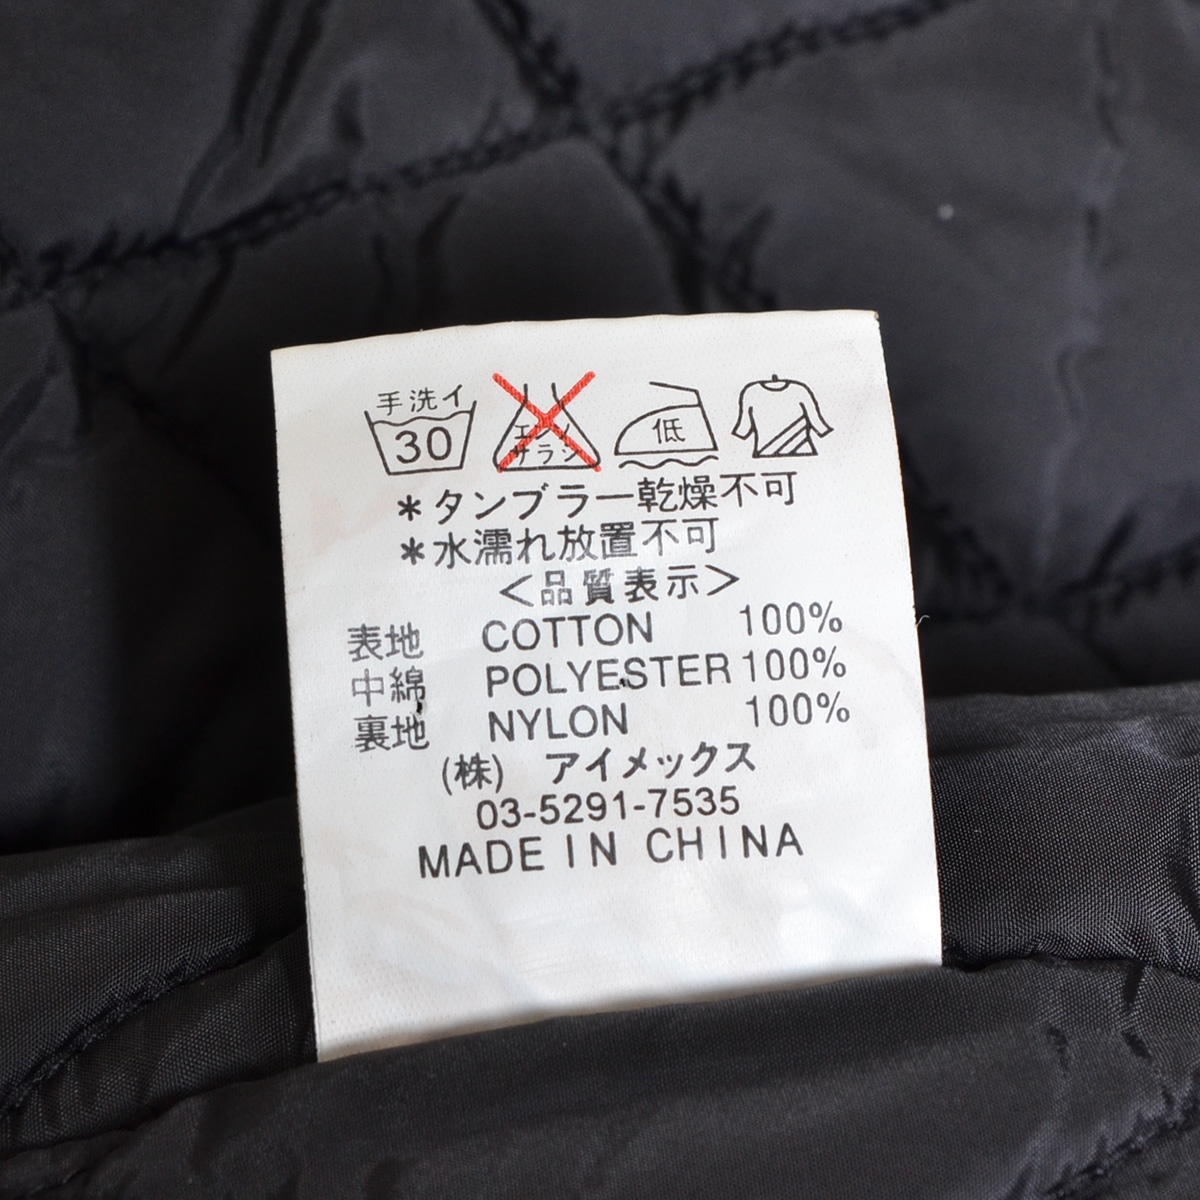 手洗イ
30
エンソ
サラシ
低
＊タンブラー乾燥不可
＊水濡れ放置不可
＜品質表示＞
表地 COTTON 100%
中綿 POLYESTER 100%
裏地 NYLON 100%
(株) アイメックス
03-5291-7535
MADE IN CHINA